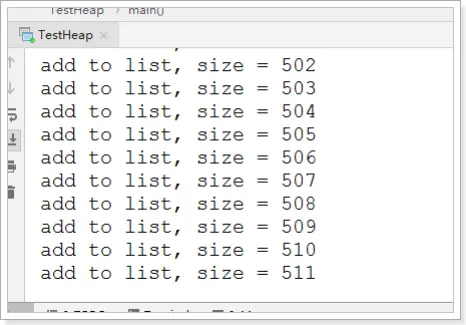 TestHeap main()
TestHeap
add to list, size = 502
add to list, size = 503
add to list, size = 504
add to list, size = 505
add to list, size = 506
add to list, size = 507
add to list, size = 508
add to list, size = 509
add to list, size = 510
add to list, size = 511